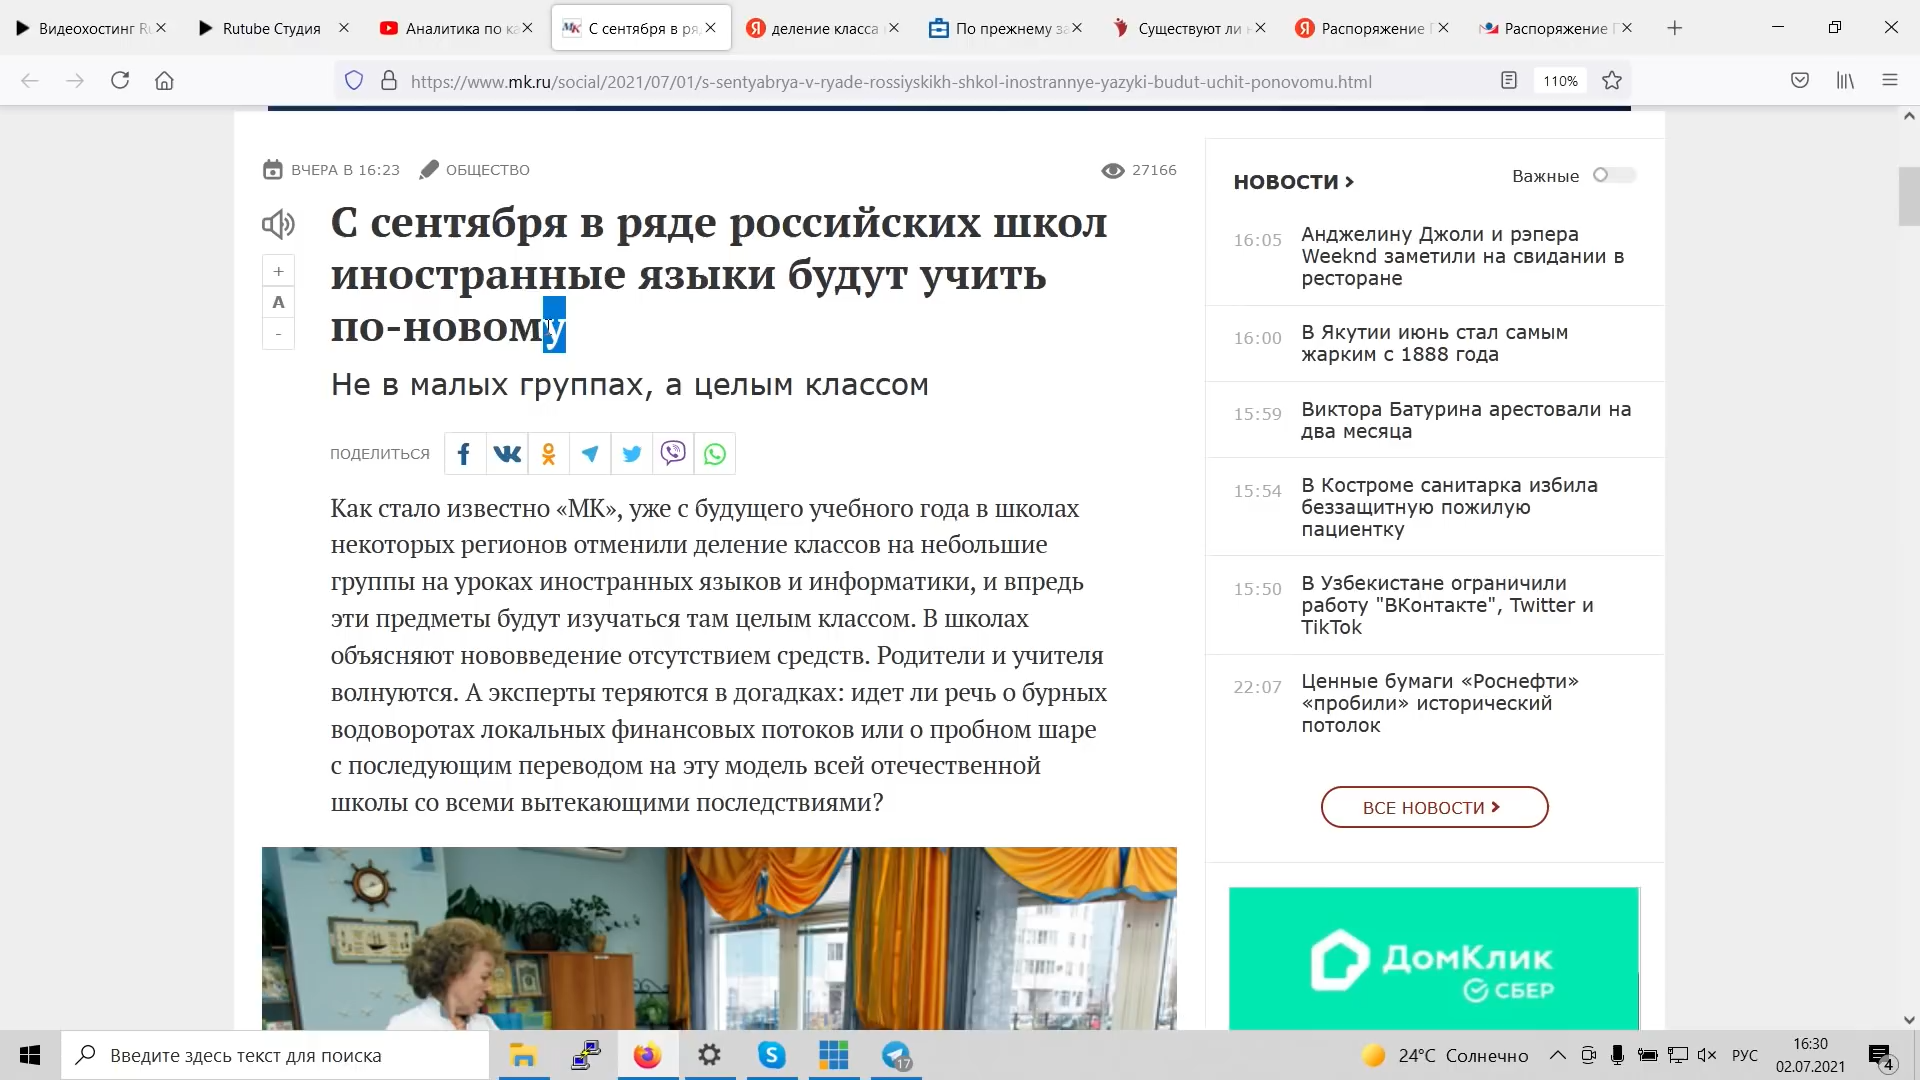 Видеохостинг Ru
Rutube Студия
Аналитика по ка
С сентября в ря
деление класса
По прежнему за
Существуют ли
Распоряжение Г
Распоряжение Г
https://www.mk.ru/social/2021/07/01/s-sentyabrya-v-ryade-rossiyskikh-shkol-inostrannye-yazyki-budut-uchit-ponovomu.html
110%
ВЧЕРА В 16:23 ОБЩЕСТВО 27166
С сентября в ряде российских школ
иностранные языки будут учить
по-новому
+
А
-
Не в малых группах, а целым классом
ПОДЕЛИТЬСЯ
Как стало известно «МК», уже с будущего учебного года в школах
некоторых регионов отменили деление классов на небольшие
группы на уроках иностранных языков и информатики, и впредь
эти предметы будут изучаться там целым классом. В школах
объясняют нововведение отсутствием средств. Родители и учителя
волнуются. А эксперты теряются в догадках: идет ли речь о бурных
водоворотах локальных финансовых потоков или о пробном шаре
с последующим переводом на эту модель всей отечественной
школы со всеми вытекающими последствиями?
НОВОСТИ Важные
16:05 Анджелину Джоли и рэпера
Weeknd заметили на свидании в
ресторане
16:00 В Якутии июнь стал самым
жарким с 1888 года
15:59 Виктора Батурина арестовали на
два месяца
15:54 В Костроме санитарка избила
беззащитную пожилую
пациентку
15:50 В Узбекистане ограничили
работу "ВКонтакте", Twitter и
TikTok
22:07 Ценные бумаги «Роснефти»
«пробили» исторический
потолок
ВСЕ НОВОСТИ
ДомКлик
СБЕР
Введите здесь текст для поиска
17
24°C Солнечно
РУС
16:30
02.07.2021
4